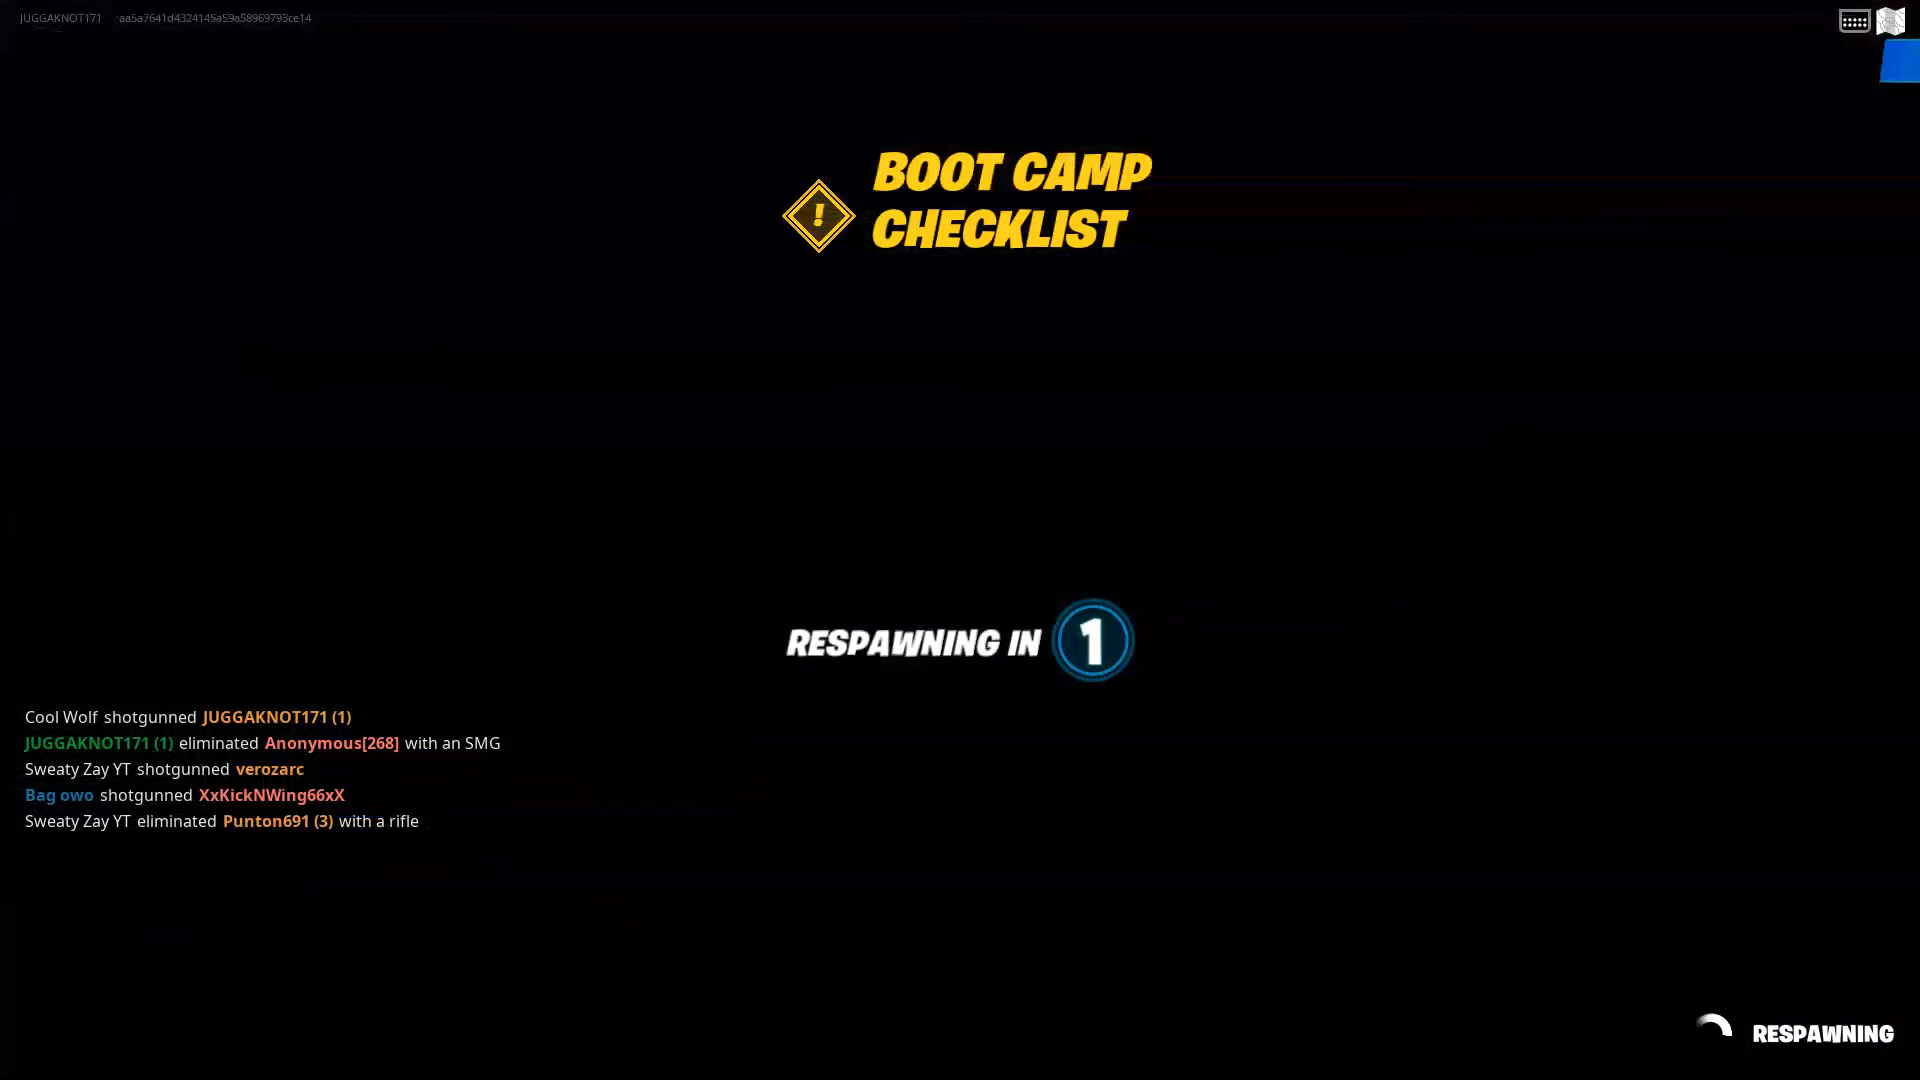 JUGGAKNOT171 aa5a7641d4324145a59a58969793ce14
BOOT CAMP
CHECKLIST
RESPAWNING IN 1
Cool Wolf shotgunned JUGGAKNOT171 (1)
JUGGAKNOT171 (1) eliminated Anonymous[268] with an SMG
Sweaty Zay YT shotgunned verozarc
Bag owo shotgunned XxKickNWing66xX
Sweaty Zay YT eliminated Punton691 (3) with a rifle
RESPAWNING